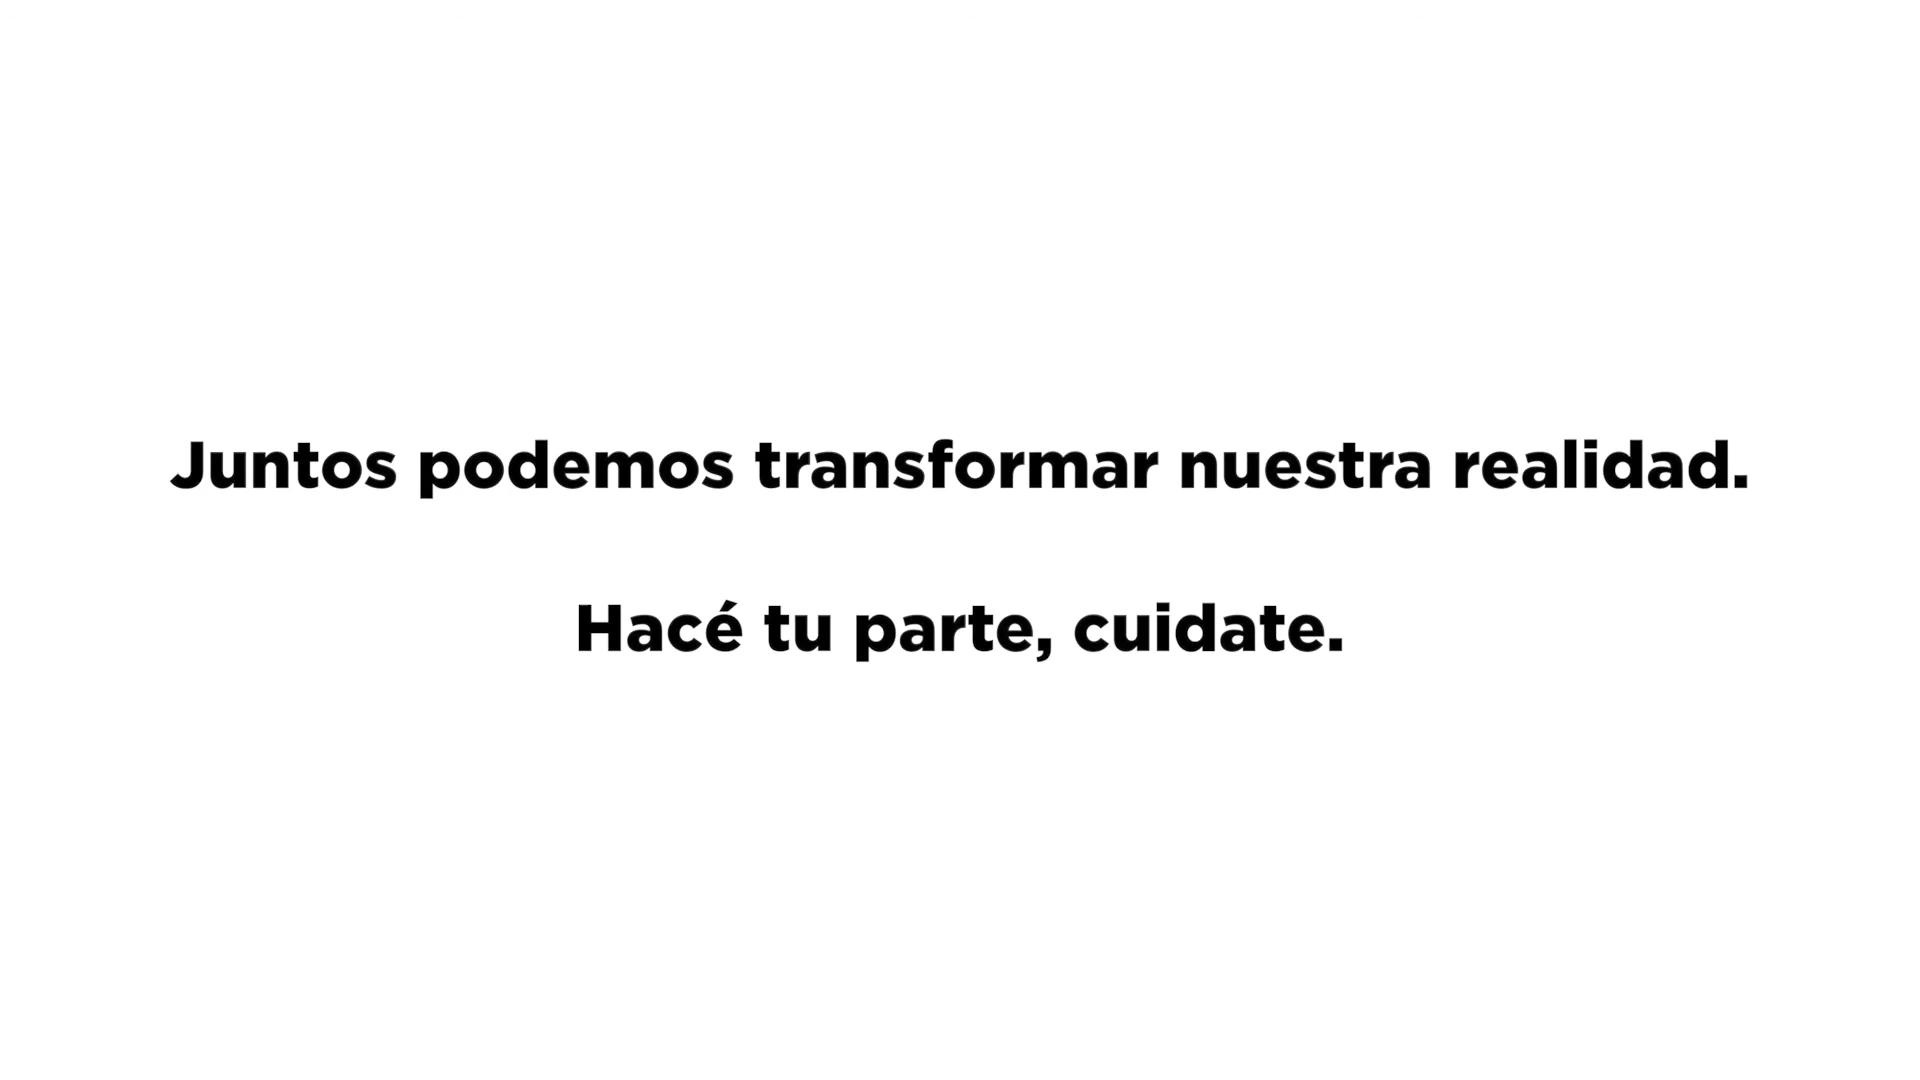 Juntos podemos transformar nuestra realidad.
Hacé tu parte, cuidate.